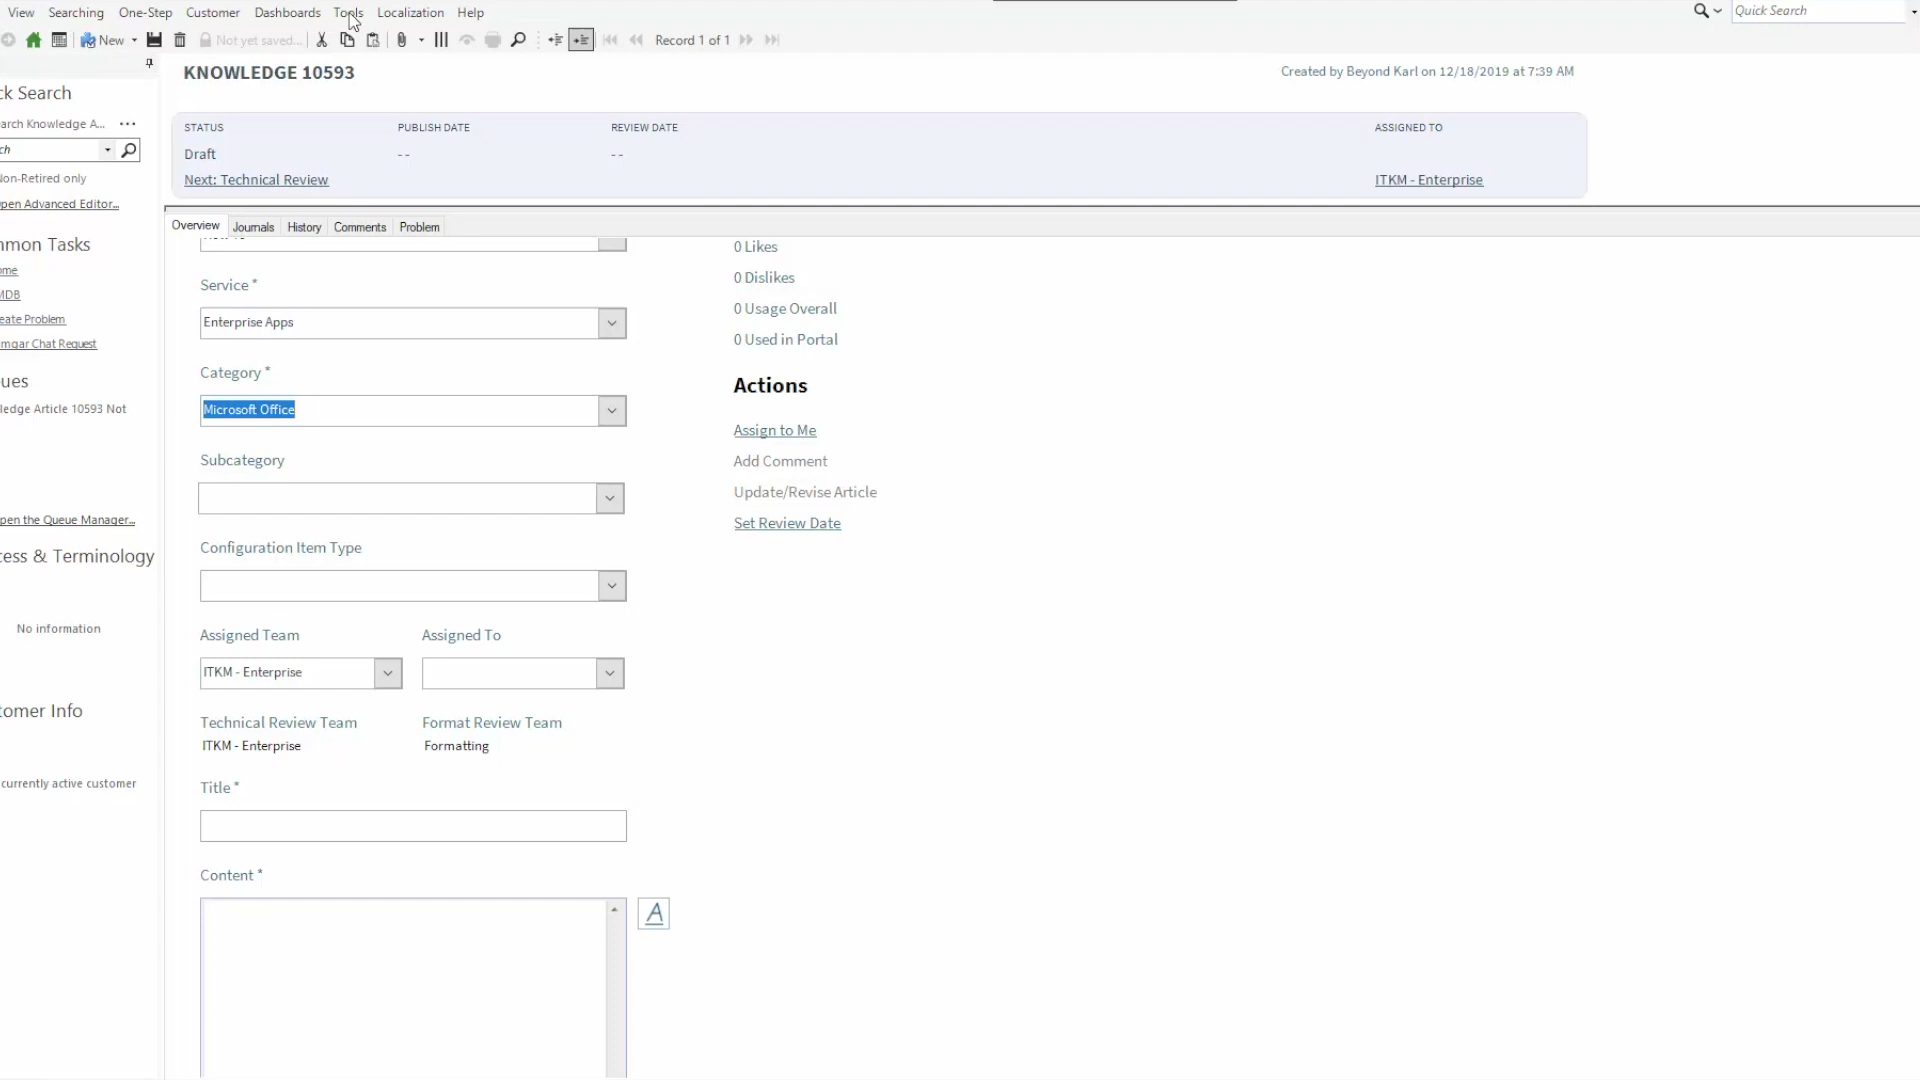 View Searching One-Step Customer Dashboards Tools Localization Help
Quick Search
New
Not yet saved...
Record 1 of 1
KNOWLEDGE 10593
Created by Beyond Karl on 12/18/2019 at 7:39 AM
ck Search
arch Knowledge A...
ch
Non-Retired only
pen Advanced Editor...
mmon Tasks
ome
MDB
eate Problem
mgar Chat Request
ues
ledge Article 10593 Not
pen the Queue Manager...
cess & Terminology
No information
tomer Info
currently active customer
STATUS PUBLISH DATE REVIEW DATE ASSIGNED TO
Draft -- --
Next: Technical Review ITKM - Enterprise
Overview Journals History Comments Problem
Service *
Enterprise Apps
Category *
Microsoft Office
Subcategory
Configuration Item Type
Assigned Team Assigned To
ITKM - Enterprise
Technical Review Team Format Review Team
ITKM - Enterprise Formatting
Title *
Content *
A
0 Likes
0 Dislikes
0 Usage Overall
0 Used in Portal
Actions
Assign to Me
Add Comment
Update/Revise Article
Set Review Date